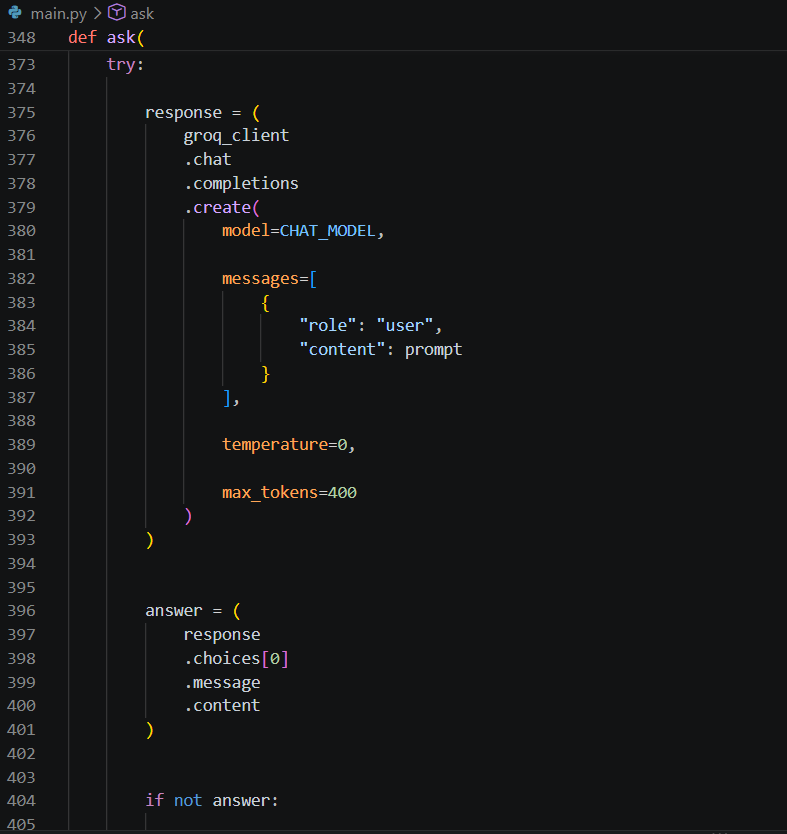 main.py > ask
348 def ask(
373 try:
374
375 response = (
376 groq_client
377 .chat
378 .completions
379 .create(
380 model=CHAT_MODEL,
381
382 messages=[
383 {
384 "role": "user",
385 "content": prompt
386 }
387 ],
388
389 temperature=0,
390
391 max_tokens=400
392 )
393 )
394
395
396 answer = (
397 response
398 .choices[0]
399 .message
400 .content
401 )
402
403
404 if not answer:
405